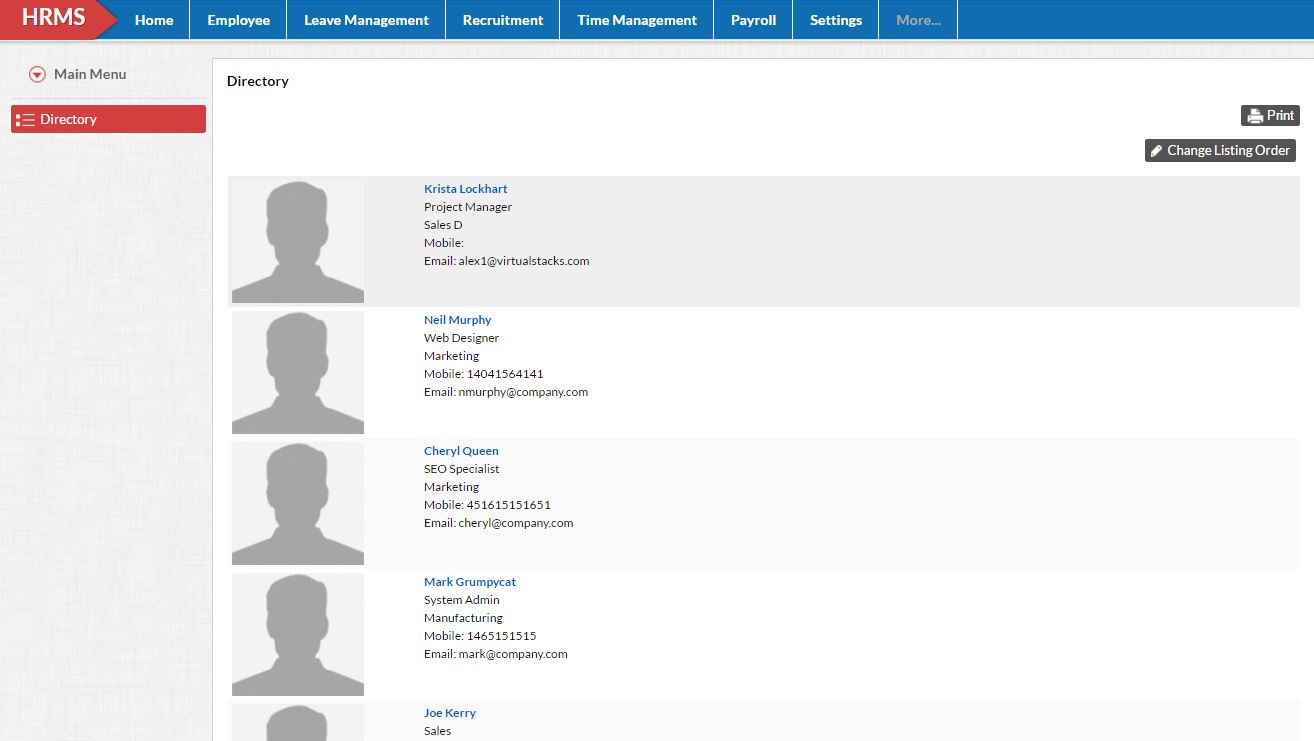 HRMS
Home Employee Leave Management Recruitment Time Management Payroll Settings More...
Main Menu
Directory
Directory
Print
Change Listing Order
Krista Lockhart
Project Manager
Sales D
Mobile:
Email: alex1@virtualstacks.com
Neil Murphy
Web Designer
Marketing
Mobile: 14041564141
Email: nmurphy@company.com
Cheryl Queen
SEO Specialist
Marketing
Mobile: 451615151651
Email: cheryl@company.com
Mark Grumpycat
System Admin
Manufacturing
Mobile: 1465151515
Email: mark@company.com
Joe Kerry
Sales